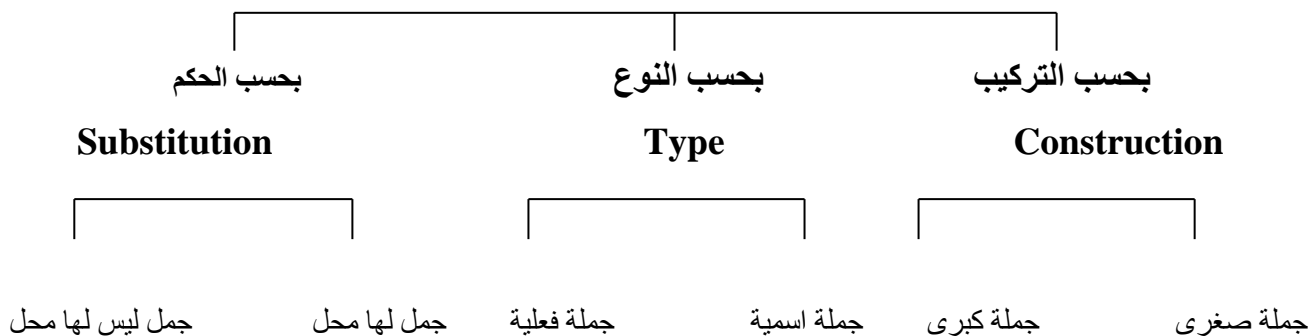 بحسب التركيب بحسب النوع بحسب الحكم
Substitution Type Construction
جملة صغرى جملة كبرى جملة اسمية جملة فعلية جمل لها محل جمل ليس لها محل